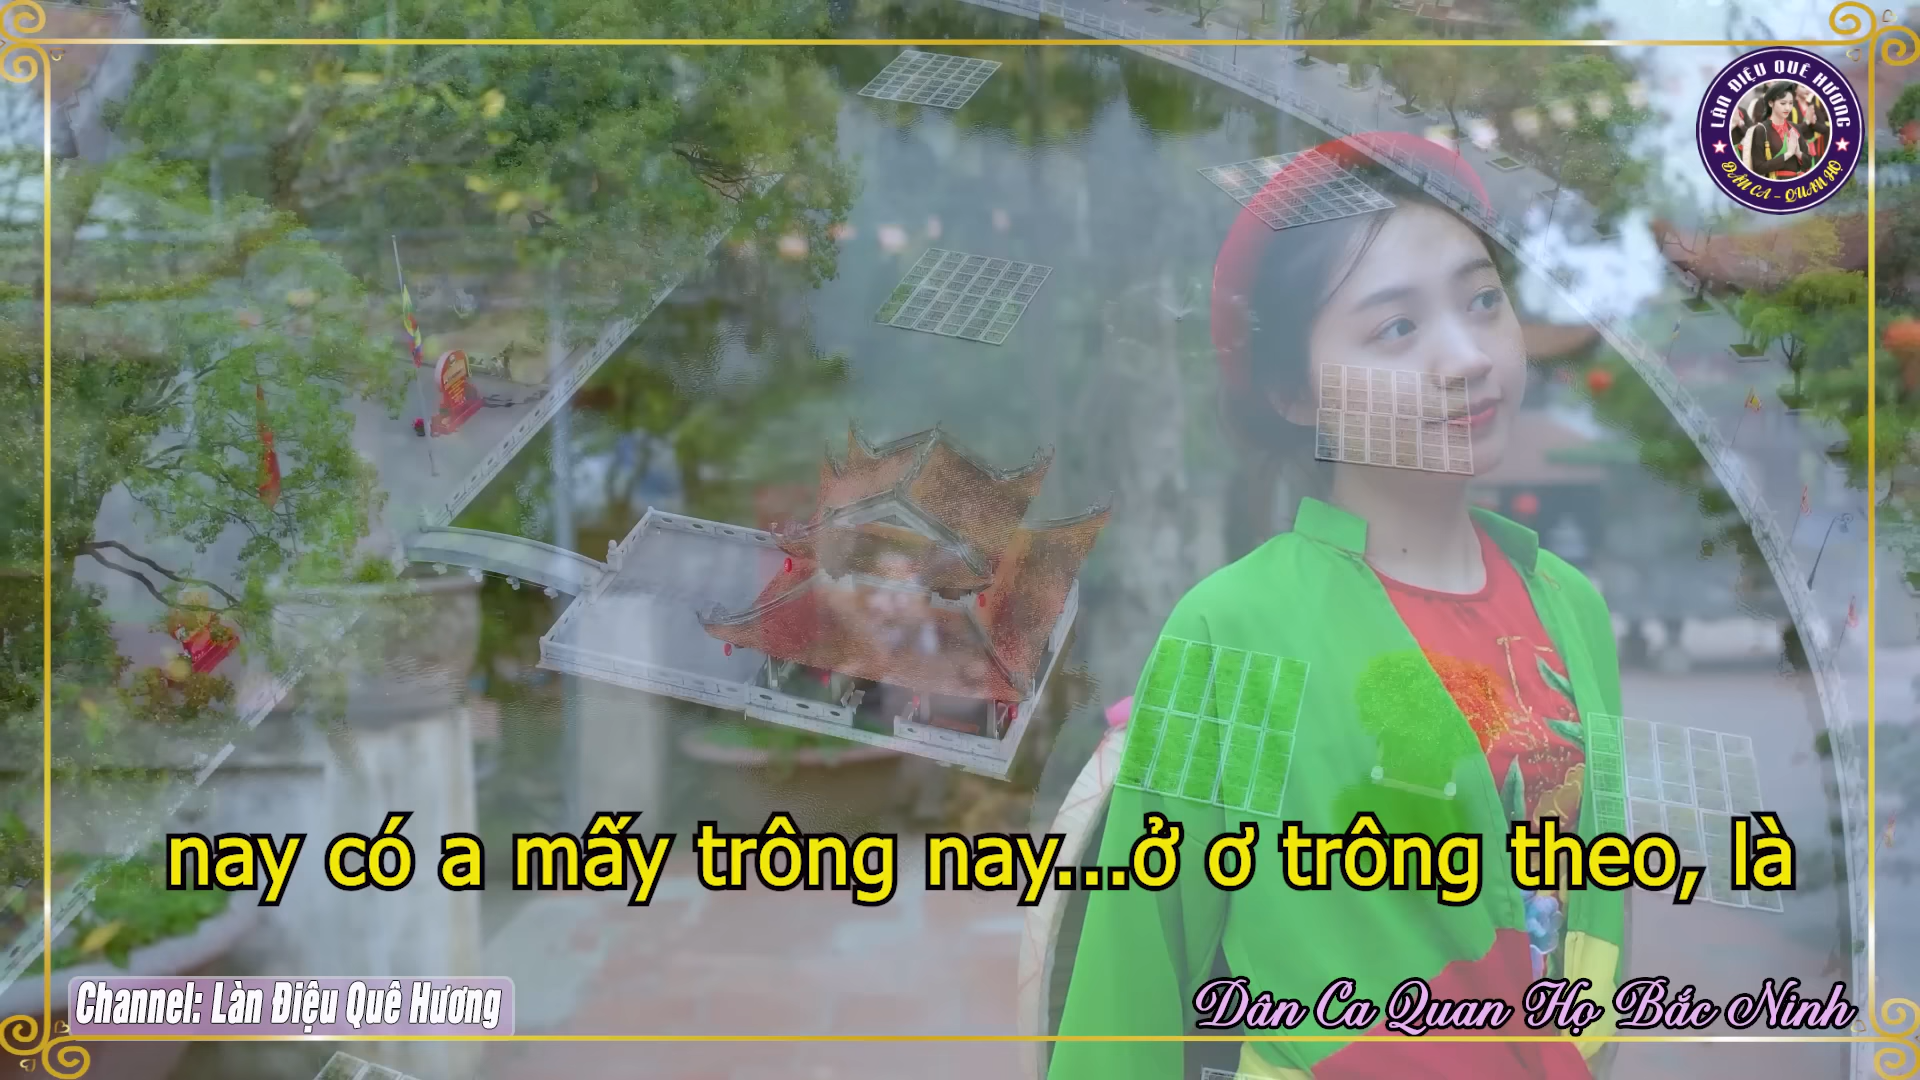 LÀN ĐIỆU QUÊ HƯƠNG
DÂN CA - QUAN HỌ
nay có a mấy trông nay...ở ơ trông theo, là
Channel: Làn Điệu Quê Hương
Dân Ca Quan Họ Bắc Ninh